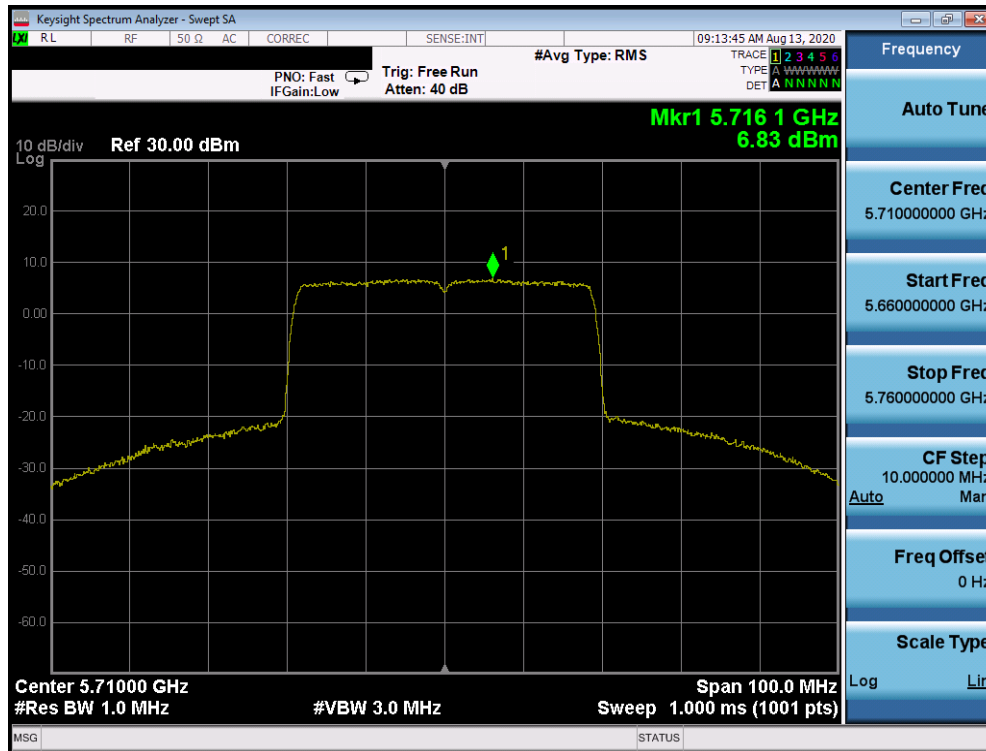 Keysight Spectrum Analyzer - Swept SA
LXI RL RF 50 Ω AC CORREC SENSE:INT 09:13:45 AM Aug 13, 2020
#Avg Type: RMS
TRACE 1 2 3 4 5 6
PNO: Fast Trig: Free Run
TYPE A WWWWW
IFGain:Low Atten: 40 dB
DET A N N N N N
Mkr1 5.716 1 GHz
6.83 dBm
10 dB/div Ref 30.00 dBm
Log
20.0
10.0
1
0.00
-10.0
-20.0
-30.0
-40.0
-50.0
-60.0
Center 5.71000 GHz Span 100.0 MHz
#Res BW 1.0 MHz #VBW 3.0 MHz Sweep 1.000 ms (1001 pts)
MSG STATUS
Frequency
Auto Tune
Center Freq
5.710000000 GHz
Start Freq
5.660000000 GHz
Stop Freq
5.760000000 GHz
CF Step
10.000000 MHz
Auto Man
Freq Offset
0 Hz
Scale Type
Log Lin